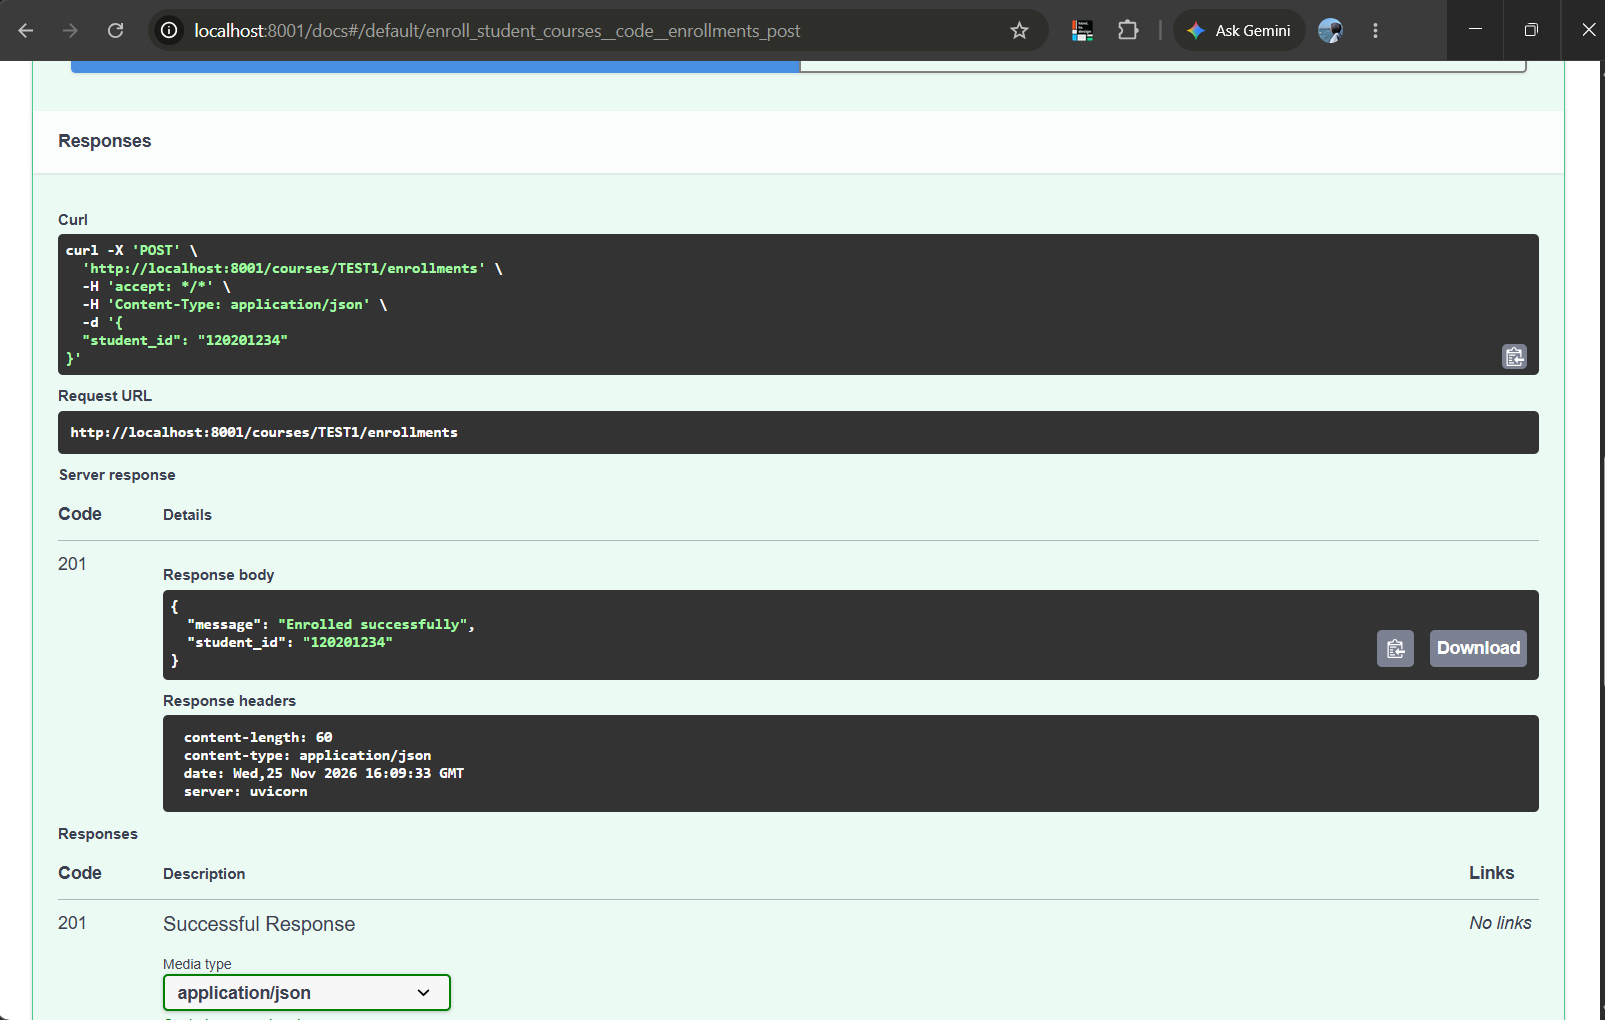 localhost:8001/docs#/default/enroll_student_courses__code__enrollments_post
Ask Gemini
Responses
Curl
curl -X 'POST' \
'http://localhost:8001/courses/TEST1/enrollments' \
-H 'accept: */*' \
-H 'Content-Type: application/json' \
-d '{
"student_id": "120201234"
}'
Request URL
http://localhost:8001/courses/TEST1/enrollments
Server response
Code Details
201
Response body
{
"message": "Enrolled successfully",
"student_id": "120201234"
}
Download
Response headers
content-length: 60
content-type: application/json
date: Wed,25 Nov 2026 16:09:33 GMT
server: uvicorn
Responses
Code Description Links
201 Successful Response No links
Media type
application/json